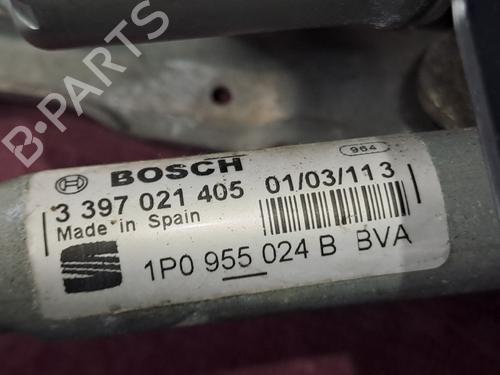 B-PARTS
BOSCH
964
3 397 021 405 01/03/113
Made in Spain
1P0 955 024 B BVA